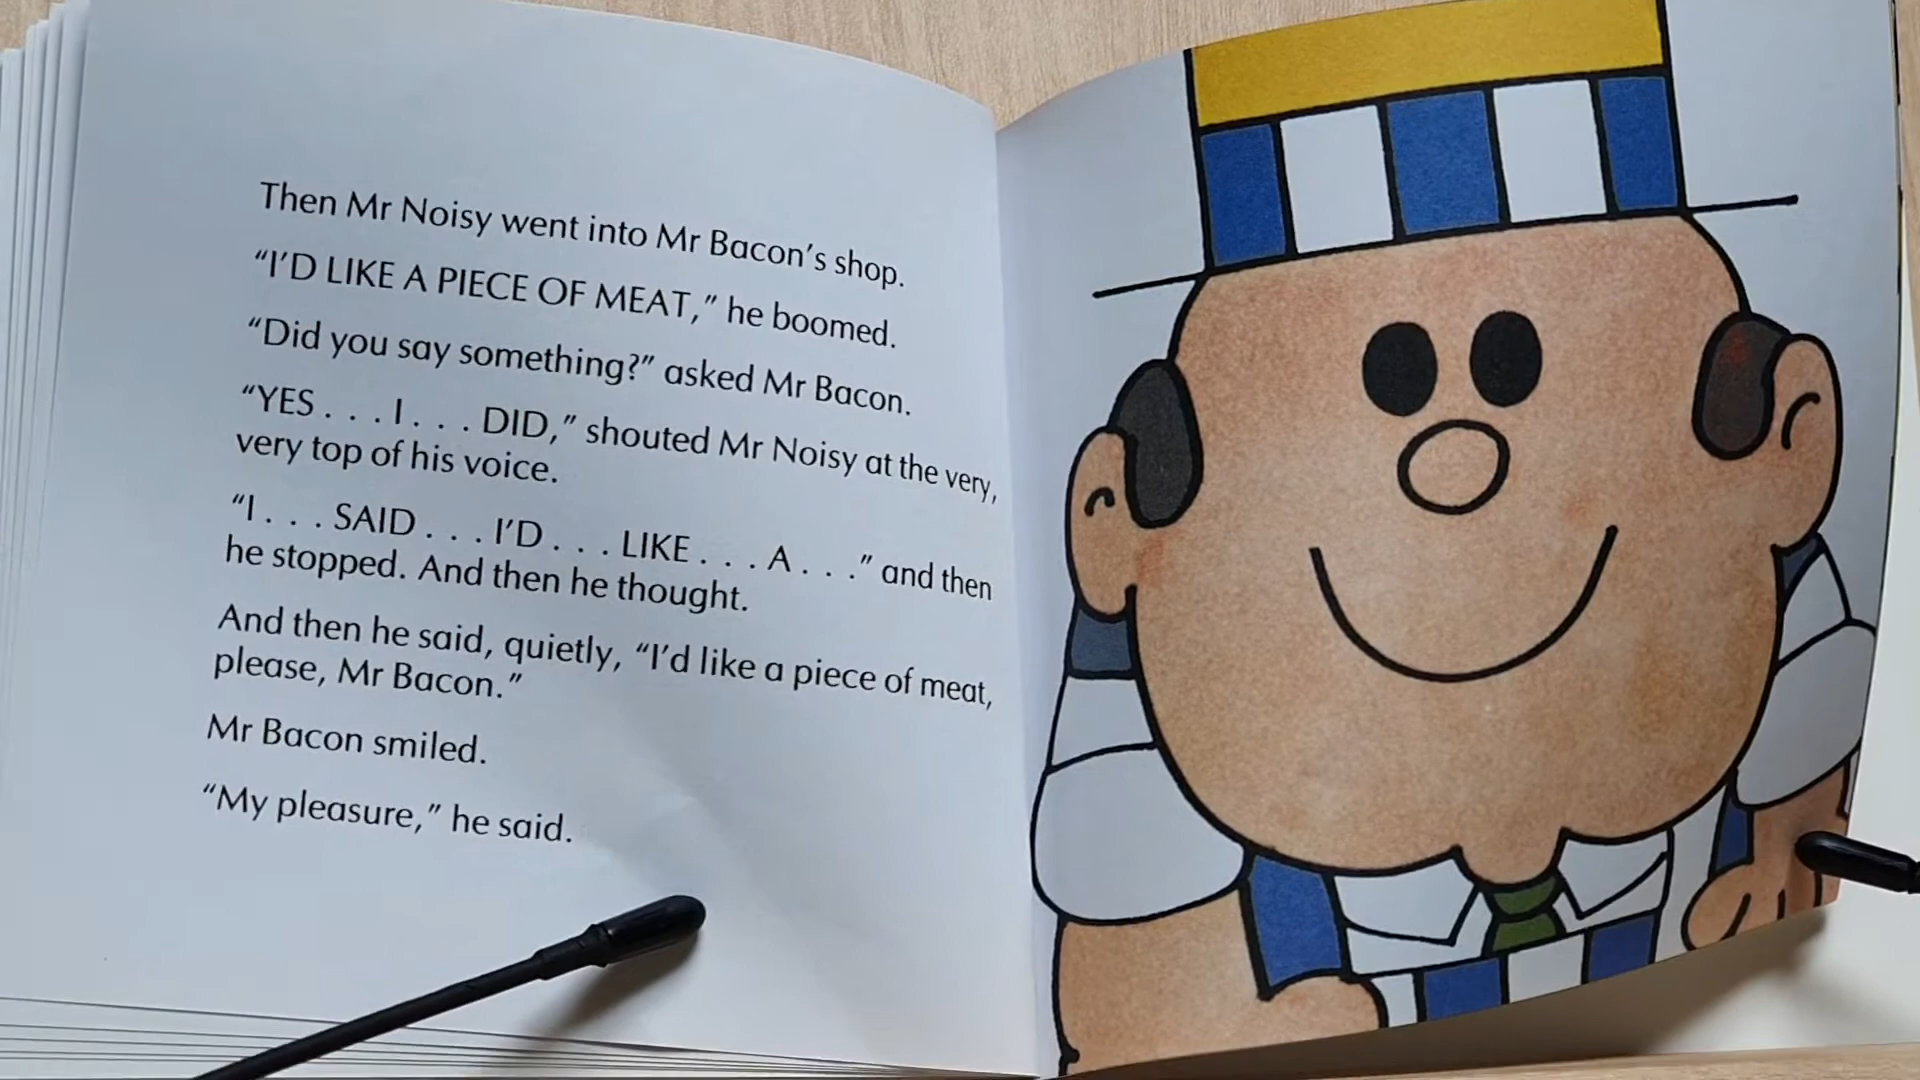 Then Mr Noisy went into Mr Bacon's shop.
“I'D LIKE A PIECE OF MEAT,” he boomed.
“Did you say something?” asked Mr Bacon.
“YES . . . I . . . DID,” shouted Mr Noisy at the very,
very top of his voice.
“I . . . SAID . . . I'D . . . LIKE . . . A . . .” and then
he stopped. And then he thought.
And then he said, quietly, “I'd like a piece of meat,
please, Mr Bacon.”
Mr Bacon smiled.
“My pleasure,” he said.